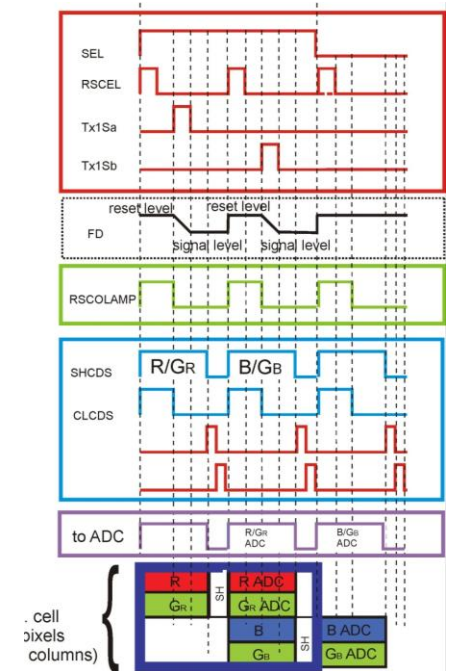 SEL
RSCEL
Tx1Sa
Tx1Sb
reset level reset level
FD
signal level signal level
RSCOLAMP
SHCDS R/GR B/GB
CLCDS
to ADC R/GR ADC B/GB ADC
R SH R ADC
GR GR ADC
. cell B SH B ADC
columns) GB GB ADC